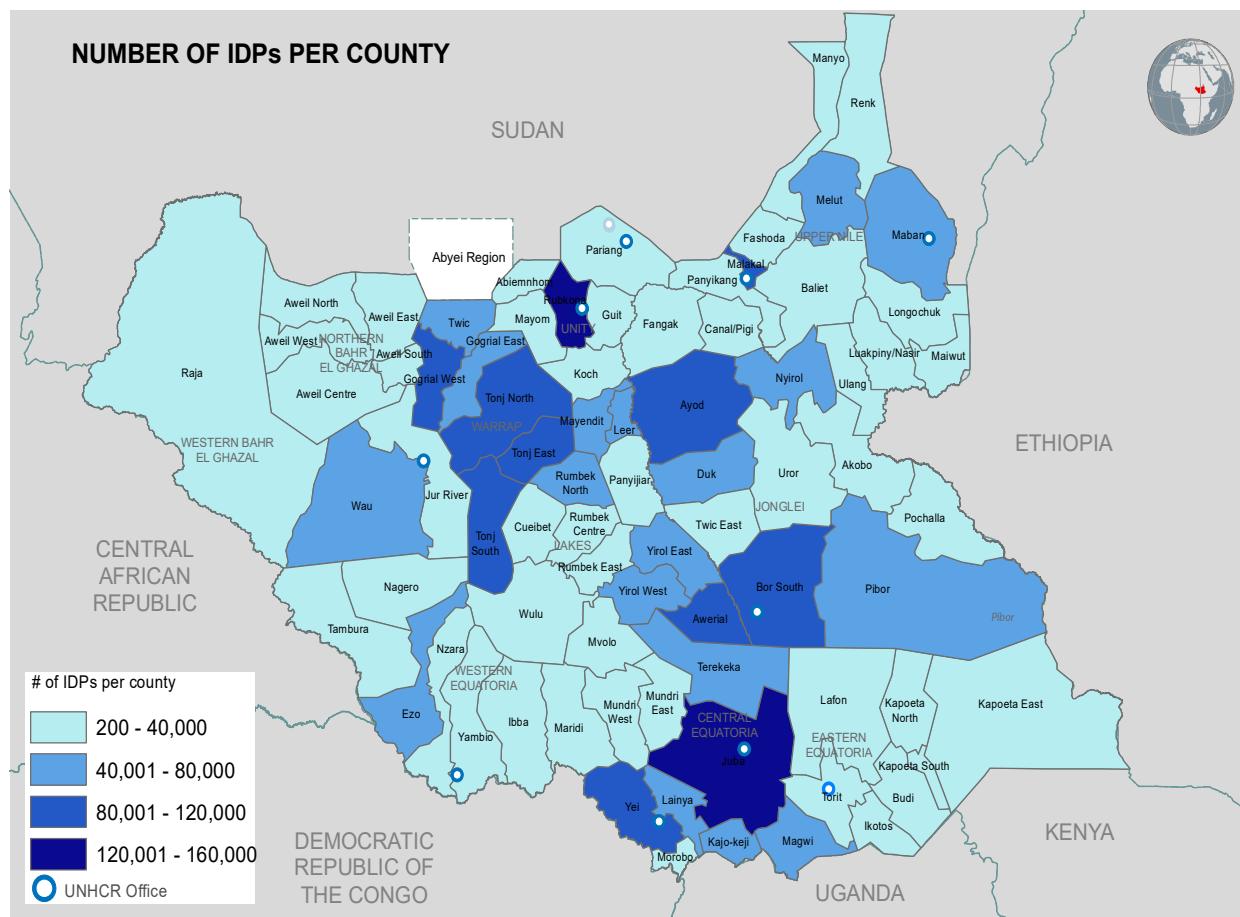 NUMBER OF IDPs PER COUNTY
Manyo
Renk
SUDAN
Melut
Maban
UPPER NILE
Fashoda
Malakal
Panyikang
Baliet
Pariang
Abyei Region
Abiemnhom
Rubkona
Mayom
Guit
UNITY
Fangak
Canal/Pigi
Longochuk
Luakpiny/Nasir
Maiwut
Ulang
Nyirol
Aweil North
Aweil East
Aweil West
NORTHERN
BAHR
EL GHAZAL
Aweil South
Aweil Centre
Twic
Gogrial East
Gogrial West
Koch
Raja
Tonj North
WARRAP
Mayendit
Leer
Ayod
WESTERN BAHR
EL GHAZAL
Tonj East
Rumbek
North
Panyijiar
Duk
Uror
Akobo
ETHIOPIA
Wau
Jur River
Cueibet
Rumbek
Centre
LAKES
Rumbek East
Twic East
JONGLEI
Pochalla
Tonj
South
Yirol East
CENTRAL
AFRICAN
REPUBLIC
Nagero
Yirol West
Awerial
Bor South
Pibor
Pibor
Wulu
Tambura
Mvolo
Nzara
Terekeka
WESTERN
EQUATORIA
Mundri
East
Lafon
Kapoeta
North
Kapoeta East
Ezo
Yambio
Ibba
Maridi
Mundri
West
CENTRAL
EQUATORIA
Juba
EASTERN
EQUATORIA
Kapoeta South
Torit
Budi
Ikotos
Yei
Lainya
Kajo-keji
Magwi
Morobo
KENYA
DEMOCRATIC
REPUBLIC OF
THE CONGO
UGANDA
# of IDPs per county
200 - 40,000
40,001 - 80,000
80,001 - 120,000
120,001 - 160,000
UNHCR Office